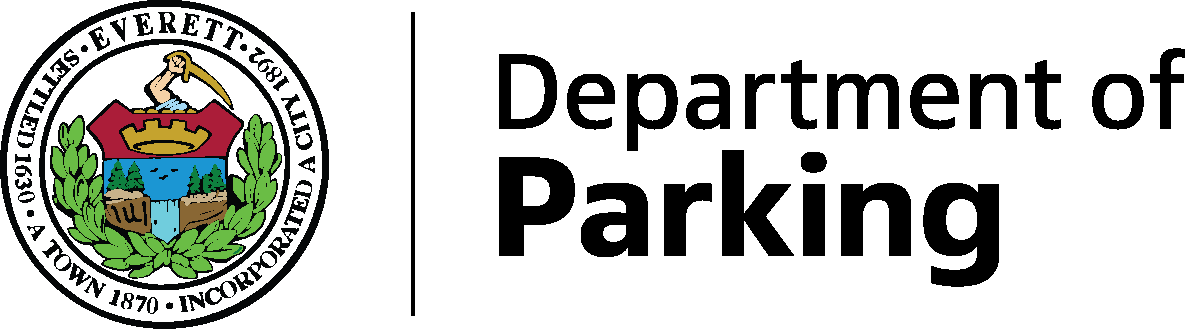 ·EVERETT·
SETTLED 1630 · A TOWN 1870 · INCORPORATED A CITY 1892
Department of
Parking